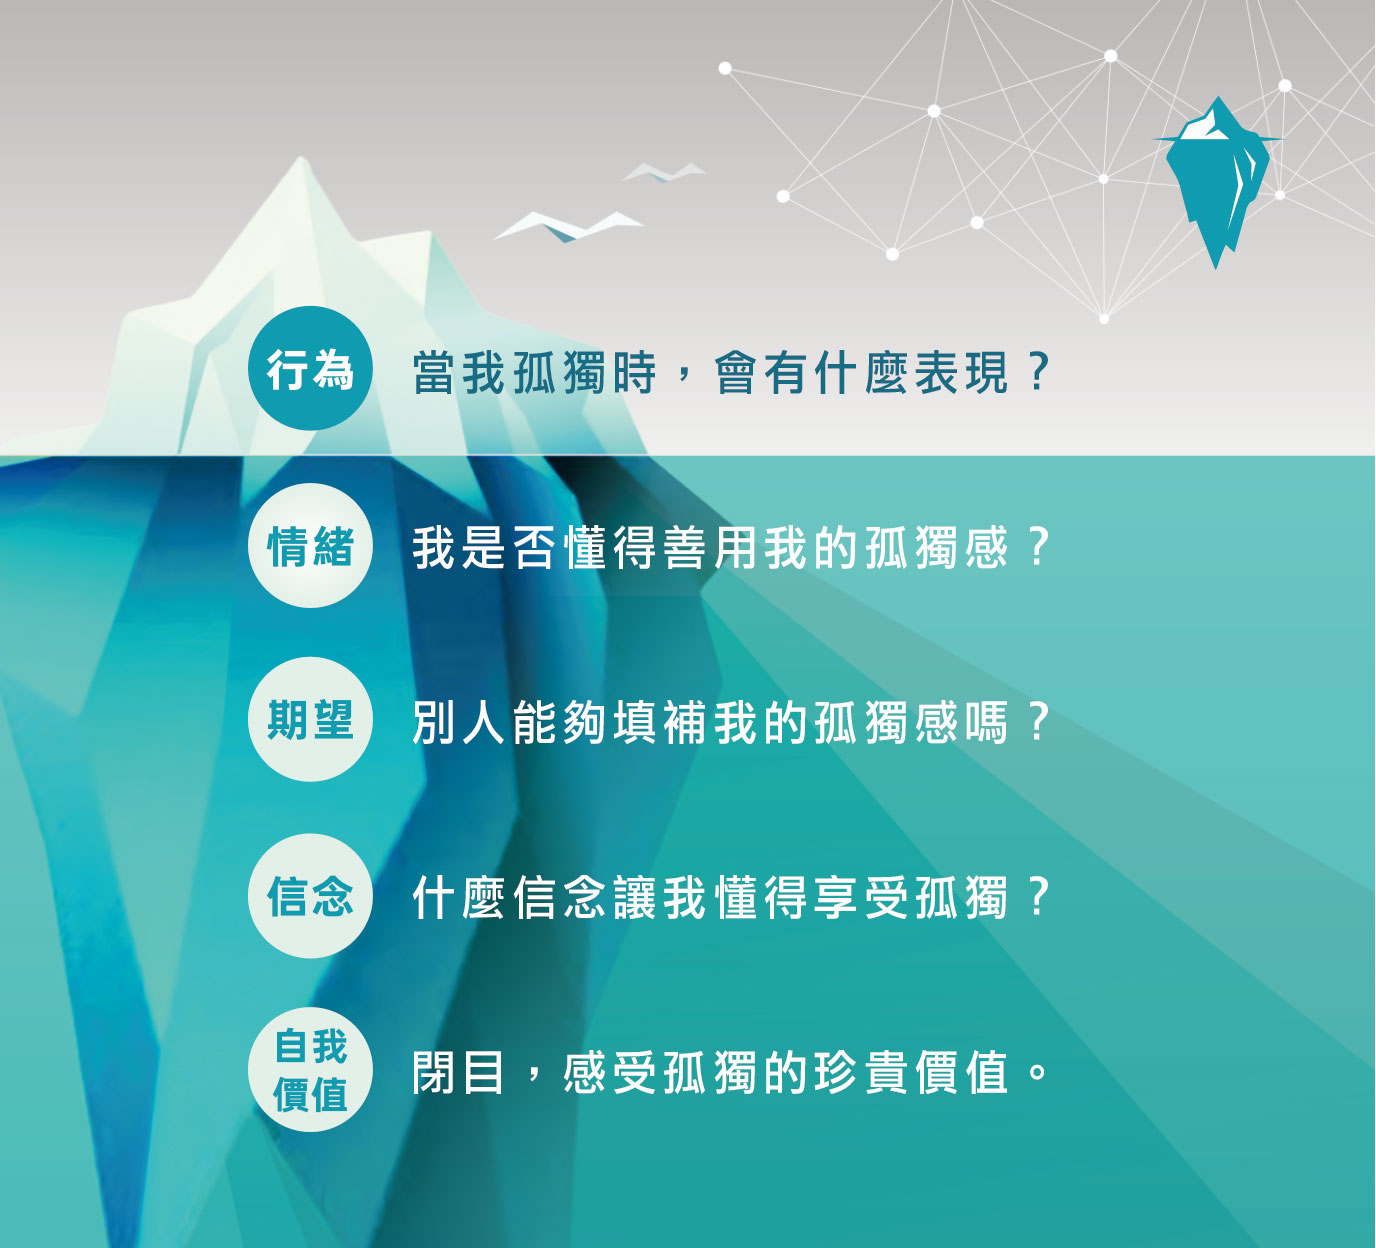 行為 當我孤獨時，會有什麼表現？
情緒 我是否懂得善用我的孤獨感？
期望 別人能夠填補我的孤獨感嗎？
信念 什麼信念讓我懂得享受孤獨？
自我
價值
閉目，感受孤獨的珍貴價值。